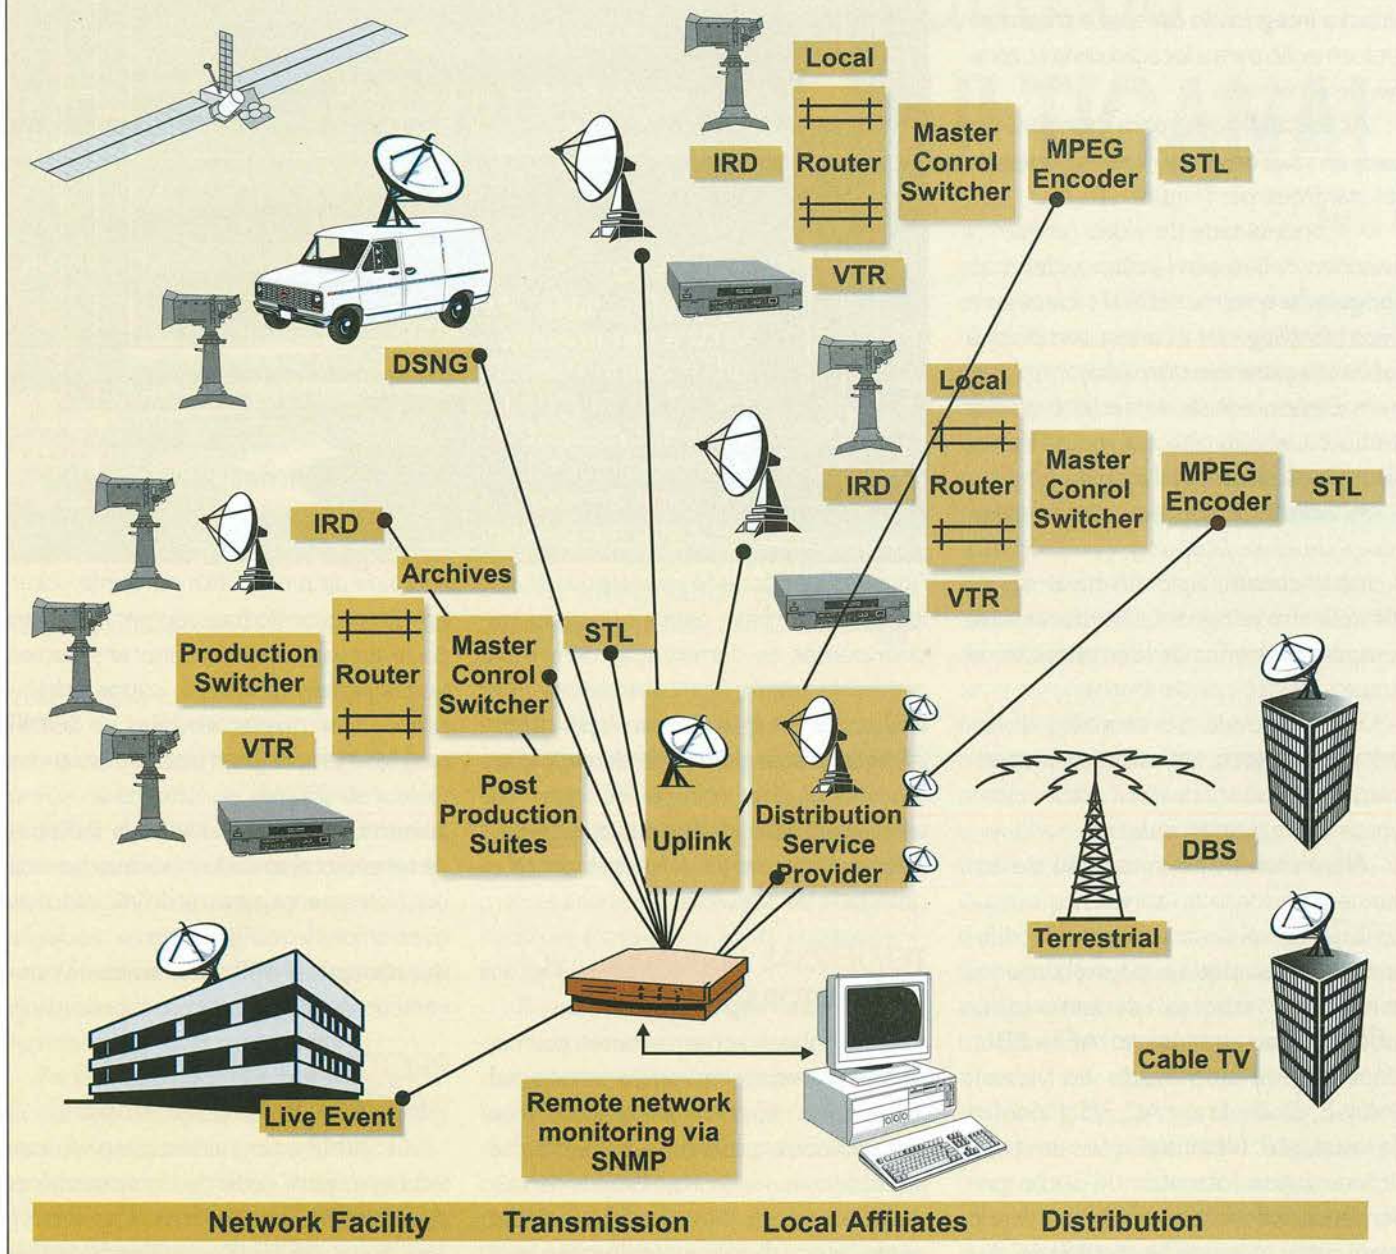 Local
IRD
Router
Master
Conrol
Switcher
MPEG
Encoder
STL
VTR
DSNG
Local
IRD
Router
Master
Conrol
Switcher
MPEG
Encoder
STL
VTR
IRD
Archives
Production
Switcher
Router
Master
Conrol
Switcher
STL
VTR
Post
Production
Suites
Uplink
Distribution
Service
Provider
DBS
Terrestrial
Cable TV
Live Event
Remote network
monitoring via
SNMP
Network Facility Transmission Local Affiliates Distribution